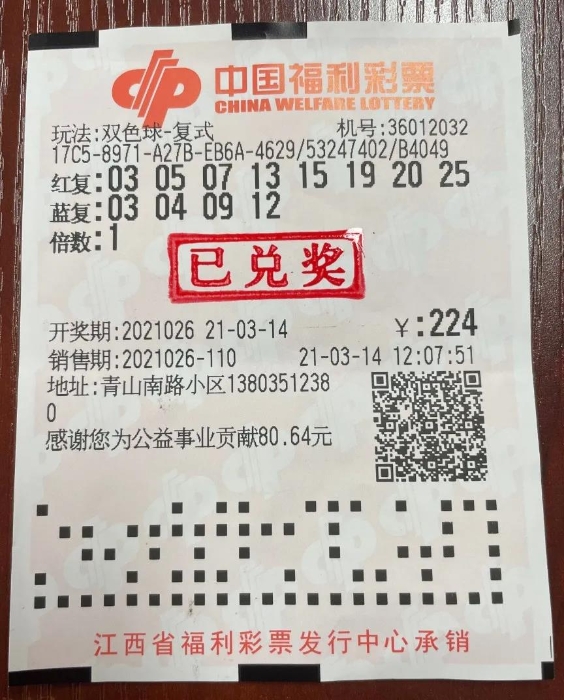 中国福利彩票
CHINA WELFARE LOTTERY
玩法:双色球-复式 机号:36012032
17C5-8971-A27B-EB6A-4629/53247402/B4049
红复:03 05 07 13 15 19 20 25
蓝复:03 04 09 12
倍数:1
已兑奖
开奖期:2021026 21-03-14 ￥:224
销售期:2021026-110 21-03-14 12:07:51
地址:青山南路小区1380351238
0
感谢您为公益事业贡献80.64元
江西省福利彩票发行中心承销